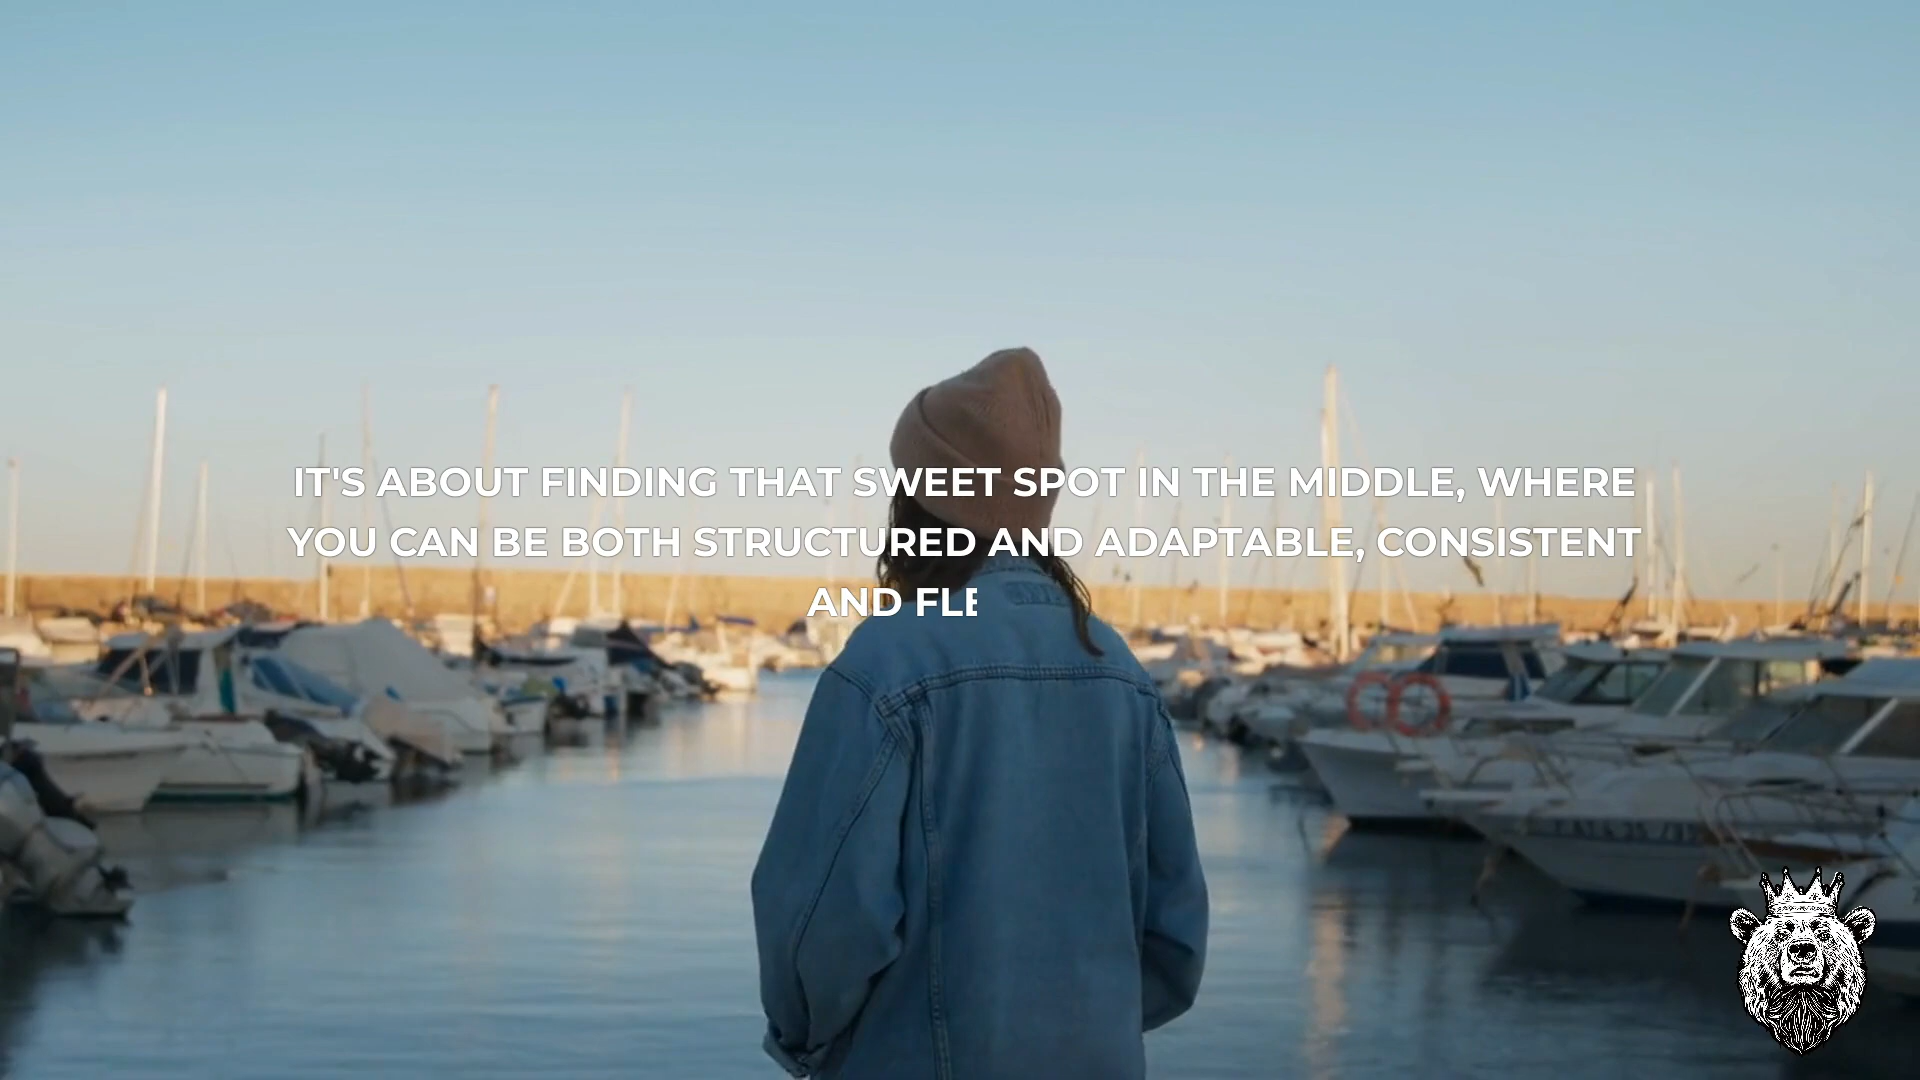 IT'S ABOUT FINDING THAT SWEET SPOT IN THE MIDDLE, WHERE
YOU CAN BE BOTH STRUCTURED AND ADAPTABLE, CONSISTENT
AND FLE